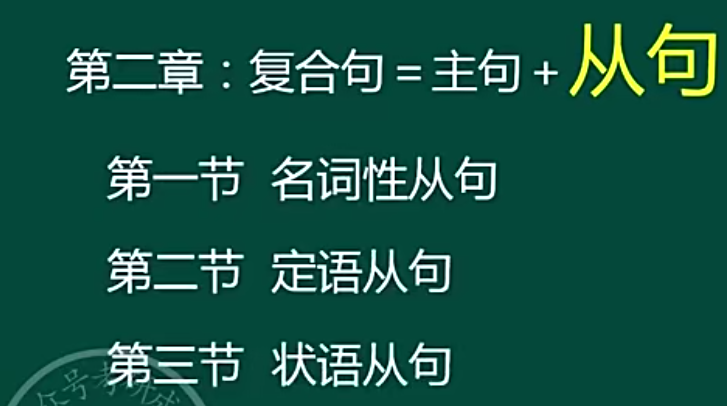 第二章：复合句 = 主句 + 从句
第一节 名词性从句
第二节 定语从句
第三节 状语从句